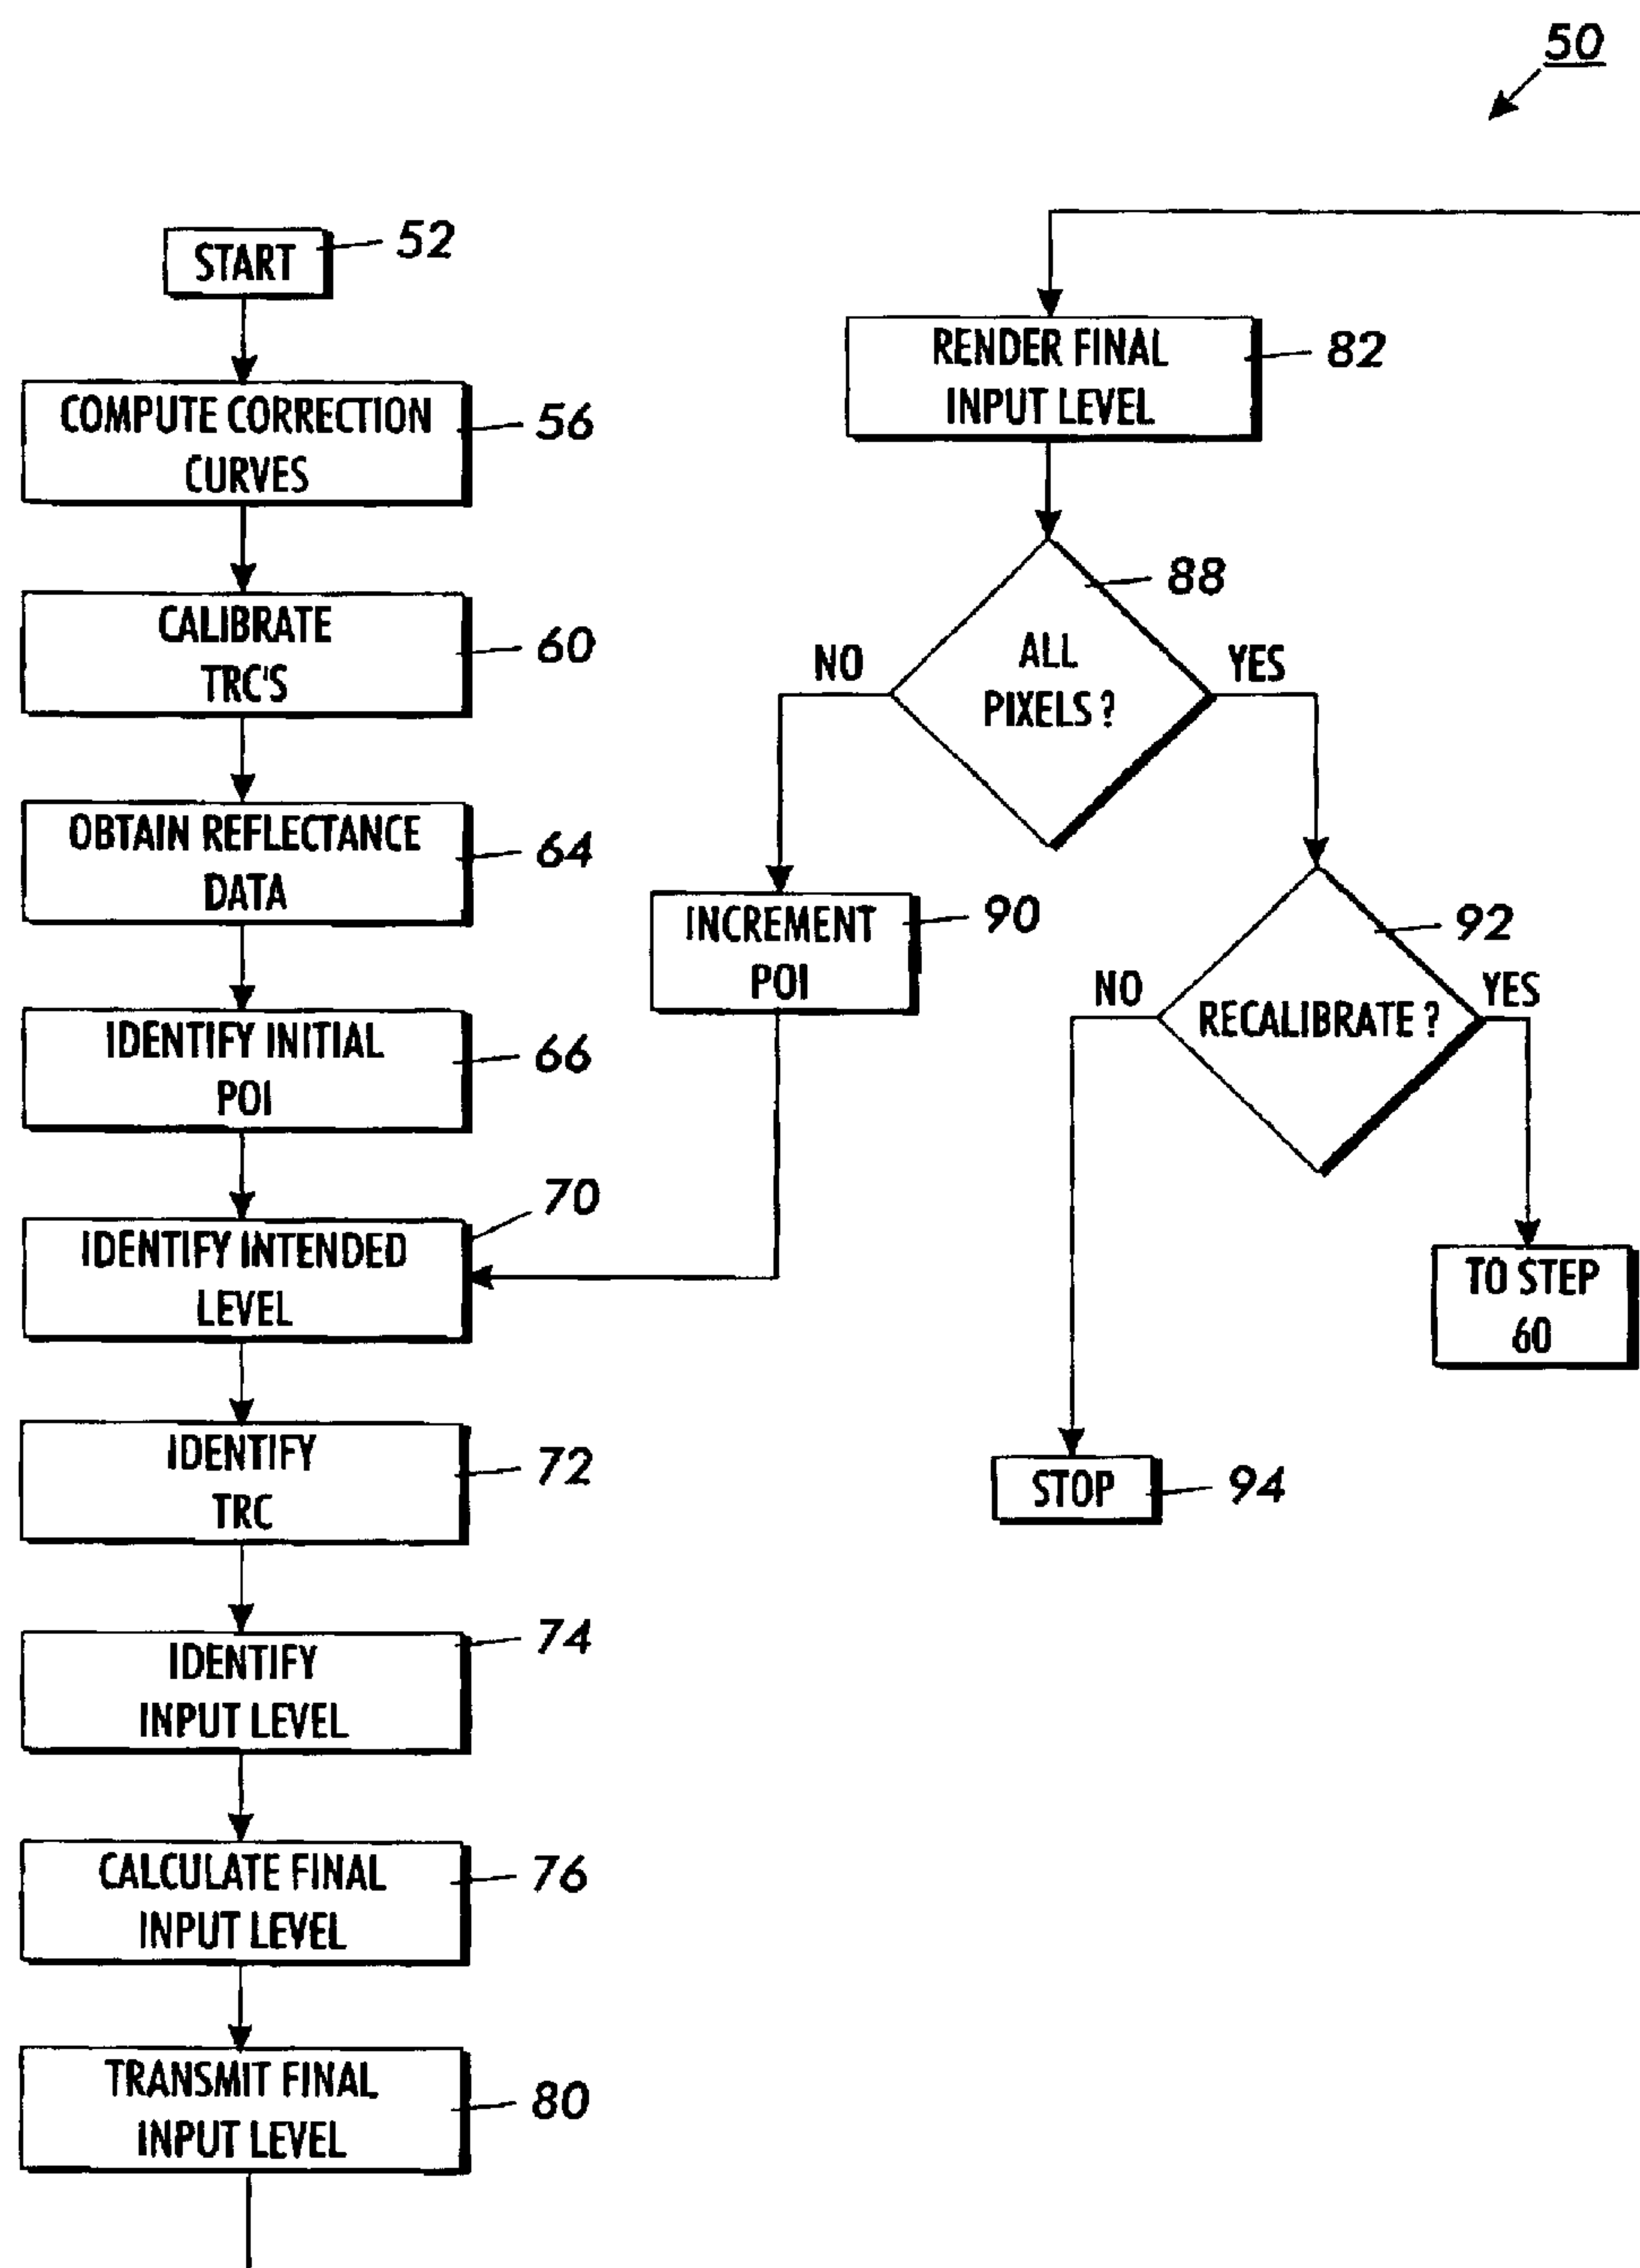 50
START
52
COMPUTE CORRECTION
CURVES
56
CALIBRATE
TRC'S
60
OBTAIN REFLECTANCE
DATA
64
IDENTIFY INITIAL
POI
66
IDENTIFY INTENDED
LEVEL
70
IDENTIFY
TRC
72
IDENTIFY
INPUT LEVEL
74
CALCULATE FINAL
INPUT LEVEL
76
TRANSMIT FINAL
INPUT LEVEL
80
RENDER FINAL
INPUT LEVEL
82
ALL
PIXELS ?
88
NO
YES
INCREMENT
POI
90
RECALIBRATE ?
92
NO
YES
TO STEP
60
STOP
94